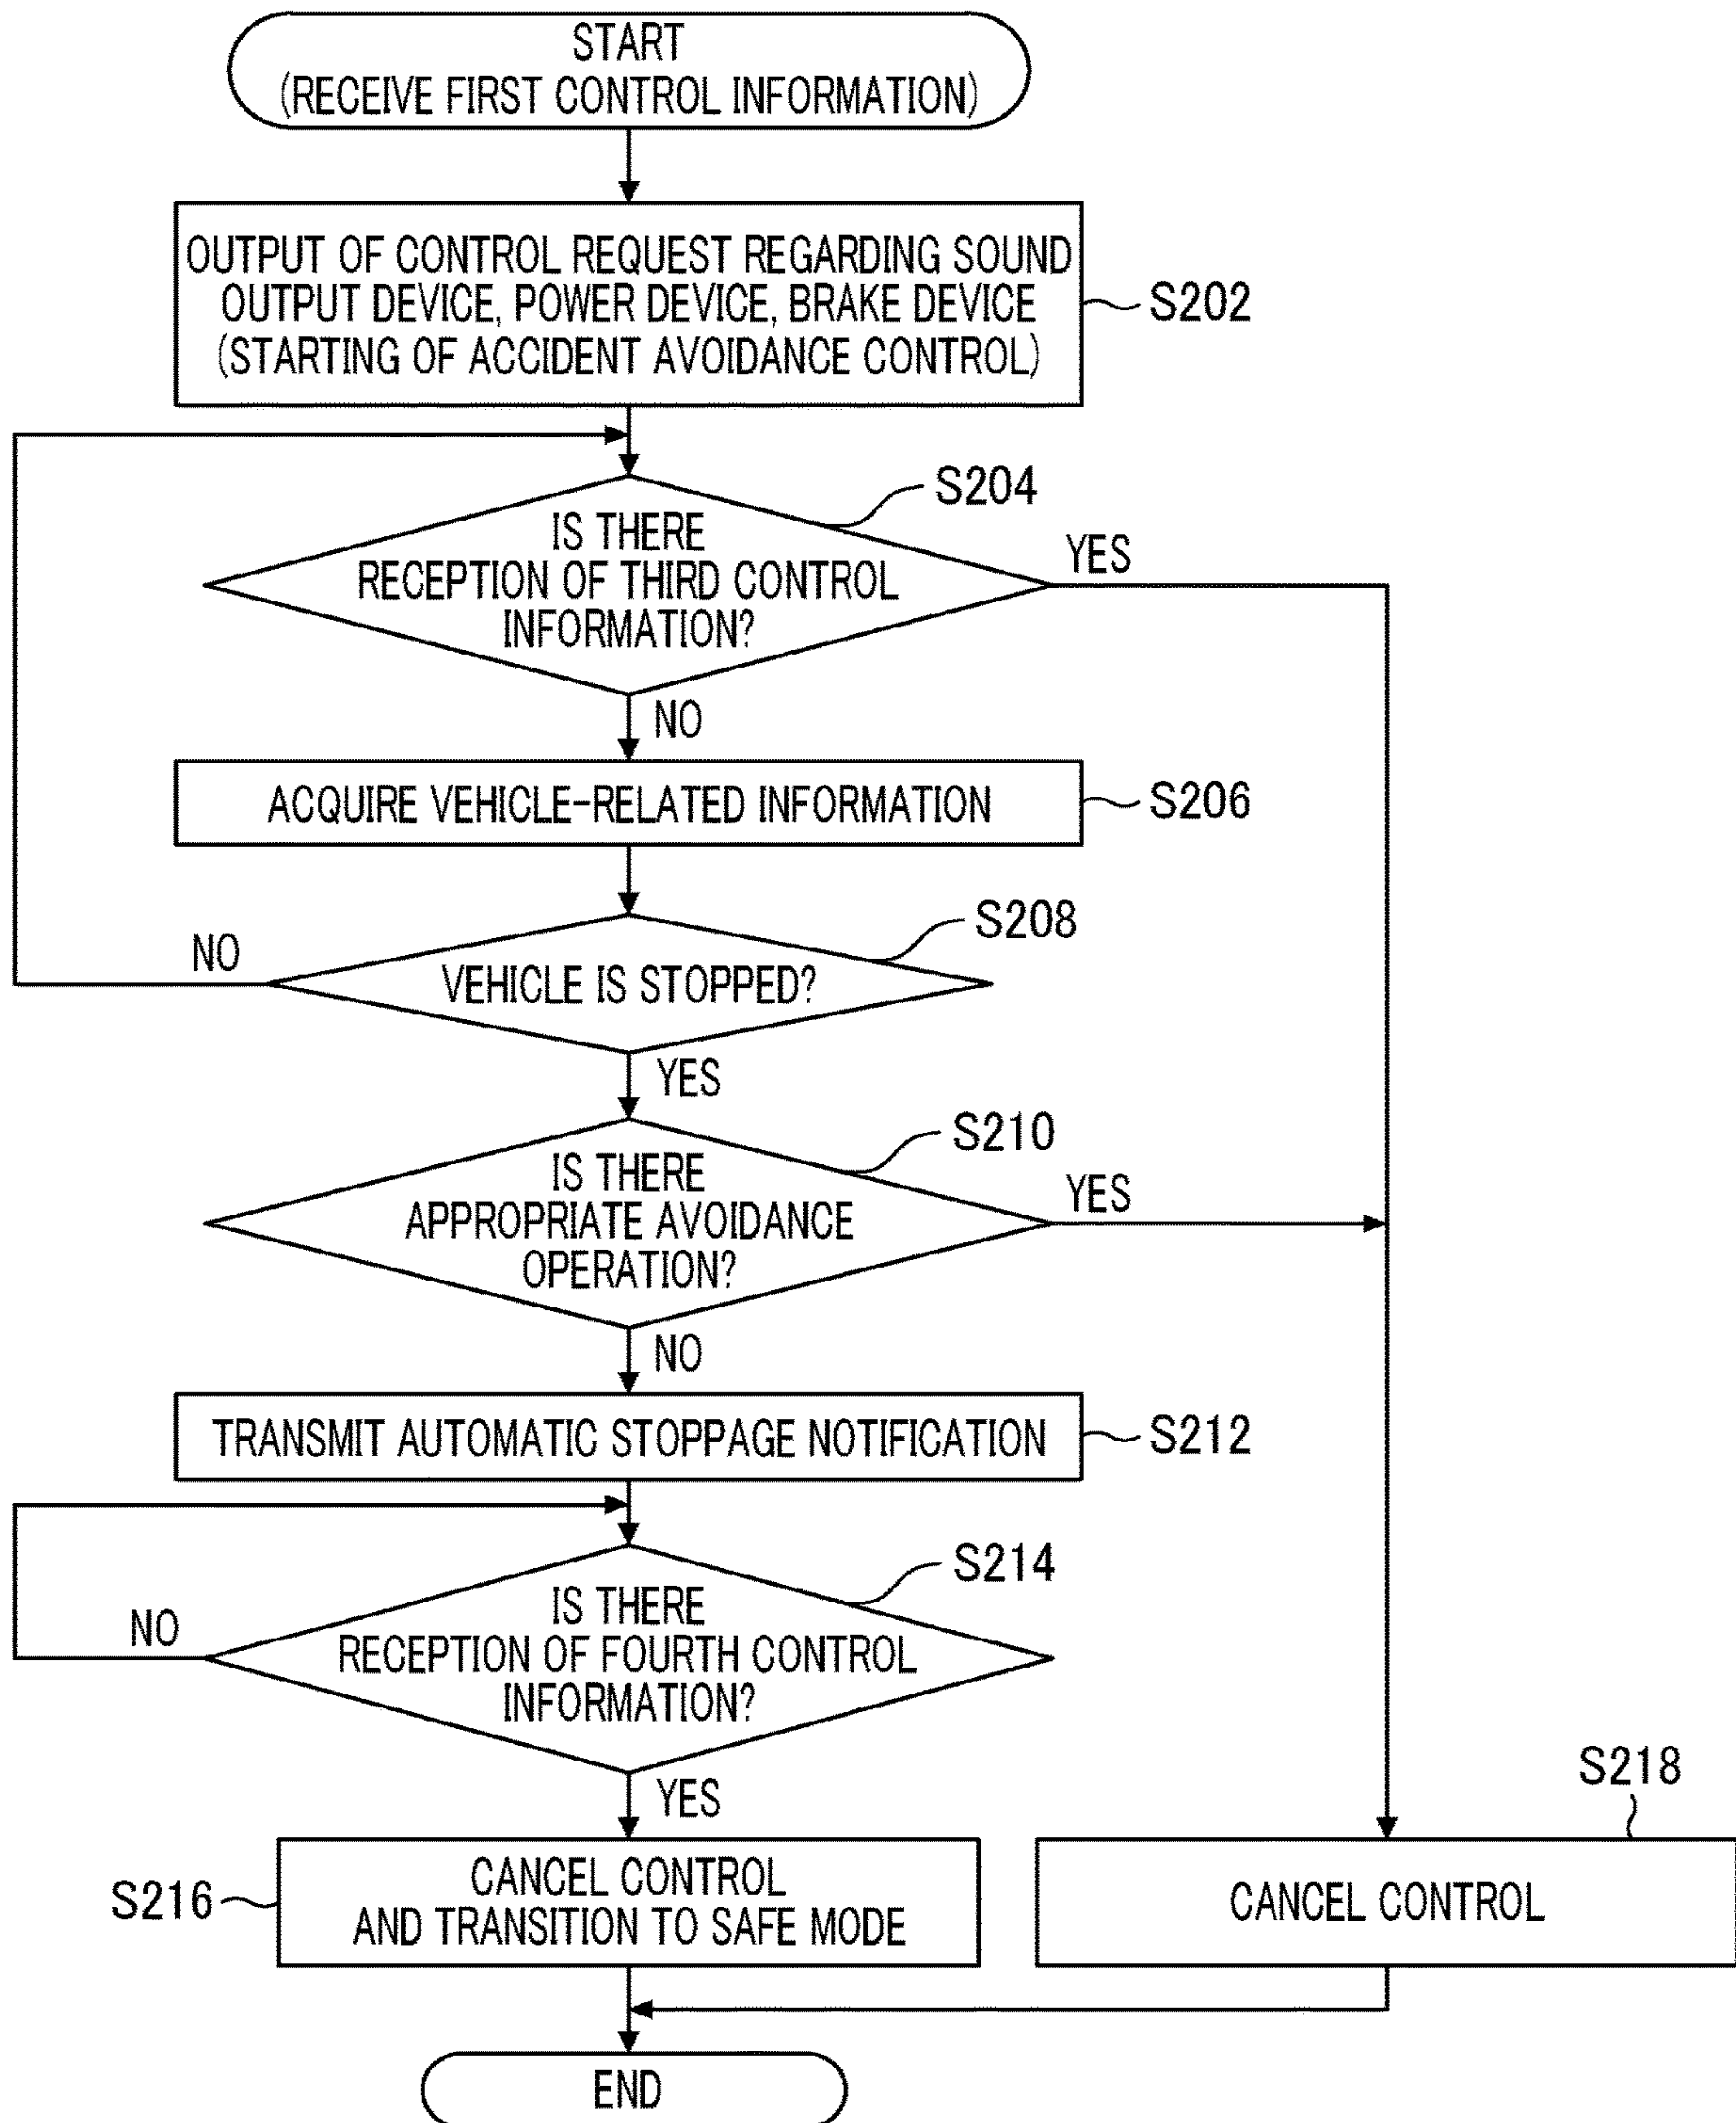 START
(RECEIVE FIRST CONTROL INFORMATION)
OUTPUT OF CONTROL REQUEST REGARDING SOUND
OUTPUT DEVICE, POWER DEVICE, BRAKE DEVICE
(STARTING OF ACCIDENT AVOIDANCE CONTROL)
S202
S204
IS THERE
RECEPTION OF THIRD CONTROL
INFORMATION?
YES
NO
ACQUIRE VEHICLE-RELATED INFORMATION
S206
S208
NO
VEHICLE IS STOPPED?
YES
S210
IS THERE
APPROPRIATE AVOIDANCE
OPERATION?
YES
NO
TRANSMIT AUTOMATIC STOPPAGE NOTIFICATION
S212
S214
IS THERE
RECEPTION OF FOURTH CONTROL
INFORMATION?
NO
YES
S218
S216
CANCEL CONTROL
AND TRANSITION TO SAFE MODE
CANCEL CONTROL
END